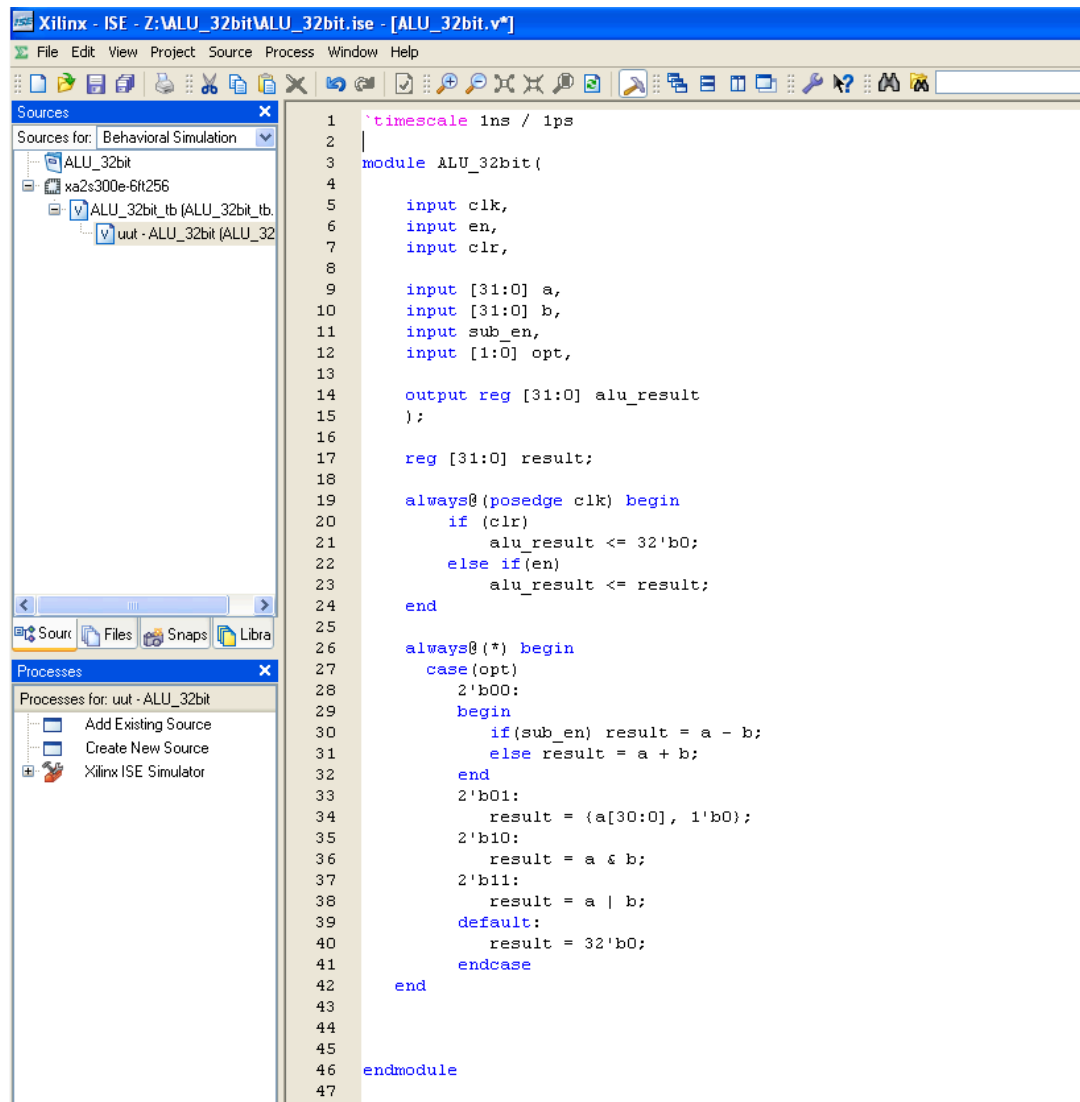 Xilinx - ISE - Z:\ALU_32bit\ALU_32bit.ise - [ALU_32bit.v*]
File Edit View Project Source Process Window Help
Sources
Sources for: Behavioral Simulation
ALU_32bit
xa2s300e-6ft256
ALU_32bit_tb (ALU_32bit_tb.
uut - ALU_32bit (ALU_32
Sourc Files Snaps Libra
Processes
Processes for: uut - ALU_32bit
Add Existing Source
Create New Source
Xilinx ISE Simulator
1 `timescale 1ns / 1ps
2
3 module ALU_32bit(
4
5 input clk,
6 input en,
7 input clr,
8
9 input [31:0] a,
10 input [31:0] b,
11 input sub_en,
12 input [1:0] opt,
13
14 output reg [31:0] alu_result
15 );
16
17 reg [31:0] result;
18
19 always@(posedge clk) begin
20 if (clr)
21 alu_result <= 32'b0;
22 else if(en)
23 alu_result <= result;
24 end
25
26 always@(*) begin
27 case(opt)
28 2'b00:
29 begin
30 if(sub_en) result = a - b;
31 else result = a + b;
32 end
33 2'b01:
34 result = {a[30:0], 1'b0};
35 2'b10:
36 result = a & b;
37 2'b11:
38 result = a | b;
39 default:
40 result = 32'b0;
41 endcase
42 end
43
44
45
46 endmodule
47